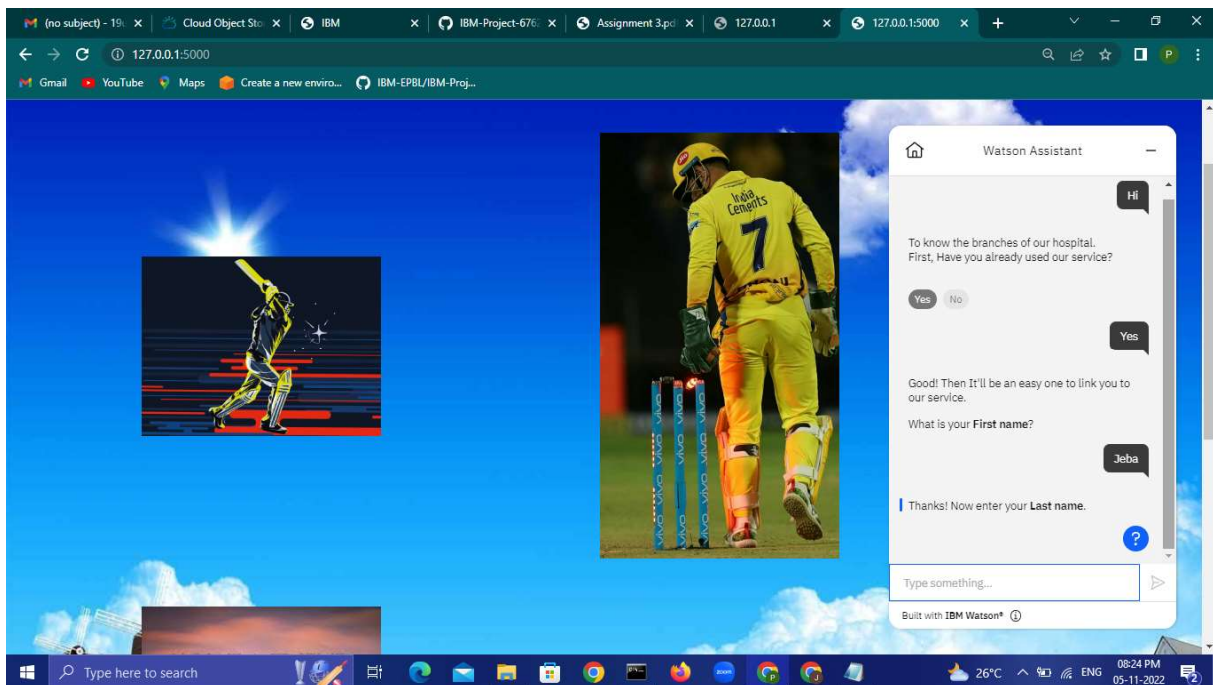 (no subject) - 19
Cloud Object Sto
IBM
IBM-Project-676
Assignment 3.pd
127.0.0.1
127.0.0.1:5000
127.0.0.1:5000
P
Gmail
YouTube
Maps
Create a new enviro...
IBM-EPBL/IBM-Proj...
India
Cements
7
VIVO
VIVO
VIVO
Watson Assistant
Hi
To know the branches of our hospital.
First, Have you already used our service?
Yes No
Yes
Good! Then It'll be an easy one to link you to
our service.
What is your First name?
Jeba
Thanks! Now enter your Last name.
?
Type something...
Built with IBM Watson®
Type here to search
zoom
26°C
ENG
08:24 PM
05-11-2022
2